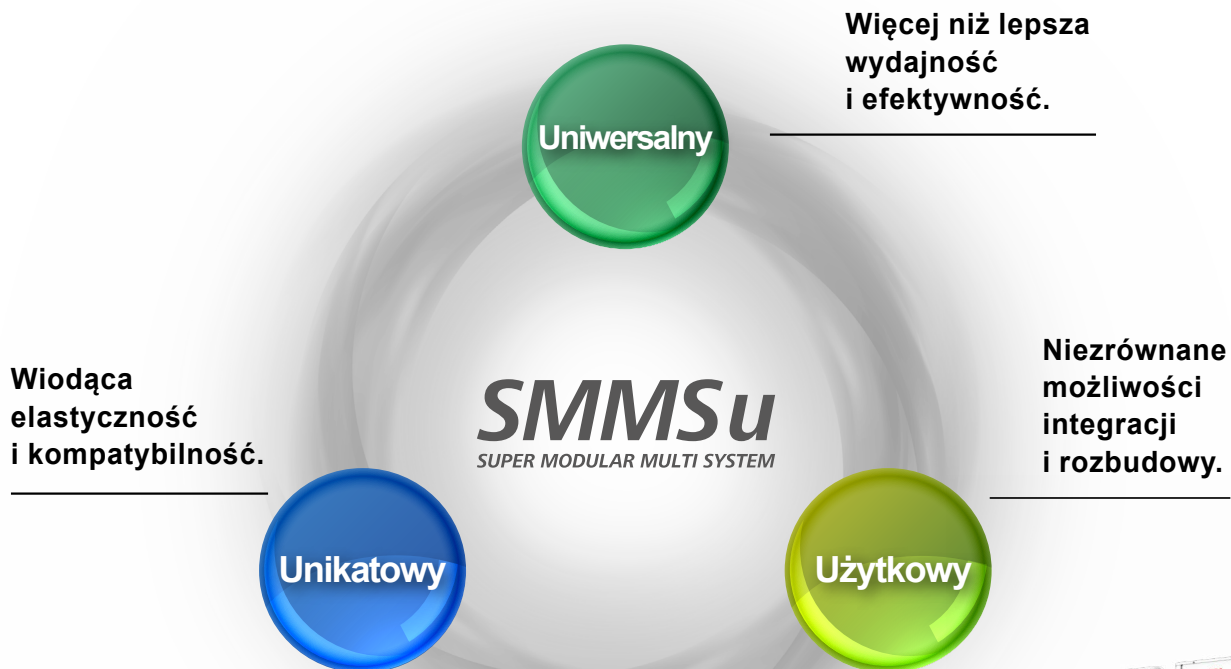 Więcej niż lepsza
wydajność
i efektywność.
Uniwersalny
Wiodąca
elastyczność
i kompatybilność.
SMMSu
SUPER MODULAR MULTI SYSTEM
Niezrównane
możliwości
integracji
i rozbudowy.
Unikatowy
Użytkowy